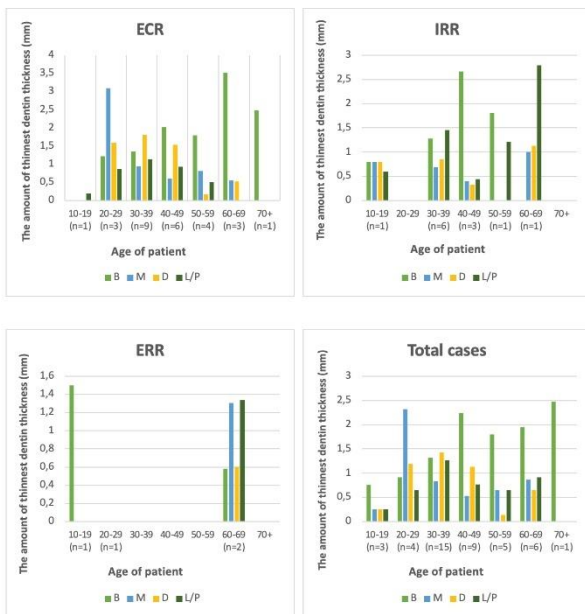 ECR
The amount of thinnest dentin thickness (mm)
4
3,5
3
2,5
2
1,5
1
0,5
0
10-19 20-29 30-39 40-49 50-59 60-69 70+
(n=1) (n=3) (n=9) (n=6) (n=4) (n=3) (n=1)
Age of patient
B M D L/P
IRR
The amount of thinnest dentin thickness (mm)
3
2,5
2
1,5
1
0,5
0
10-19 20-29 30-39 40-49 50-59 60-69 70+
(n=1) (n=6) (n=3) (n=1) (n=1)
Age of patient
B M D L/P
ERR
The amount of thinnest dentin thickness (mm)
1,6
1,4
1,2
1
0,8
0,6
0,4
0,2
0
10-19 20-29 30-39 40-49 50-59 60-69 70+
(n=1) (n=1) (n=2)
Age of patient
B M D L/P
Total cases
The amount of thinnest dentin thickness (mm)
3
2,5
2
1,5
1
0,5
0
10-19 20-29 30-39 40-49 50-59 60-69 70+
(n=3) (n=4) (n=15) (n=9) (n=5) (n=6) (n=1)
Age of patient
B M D L/P